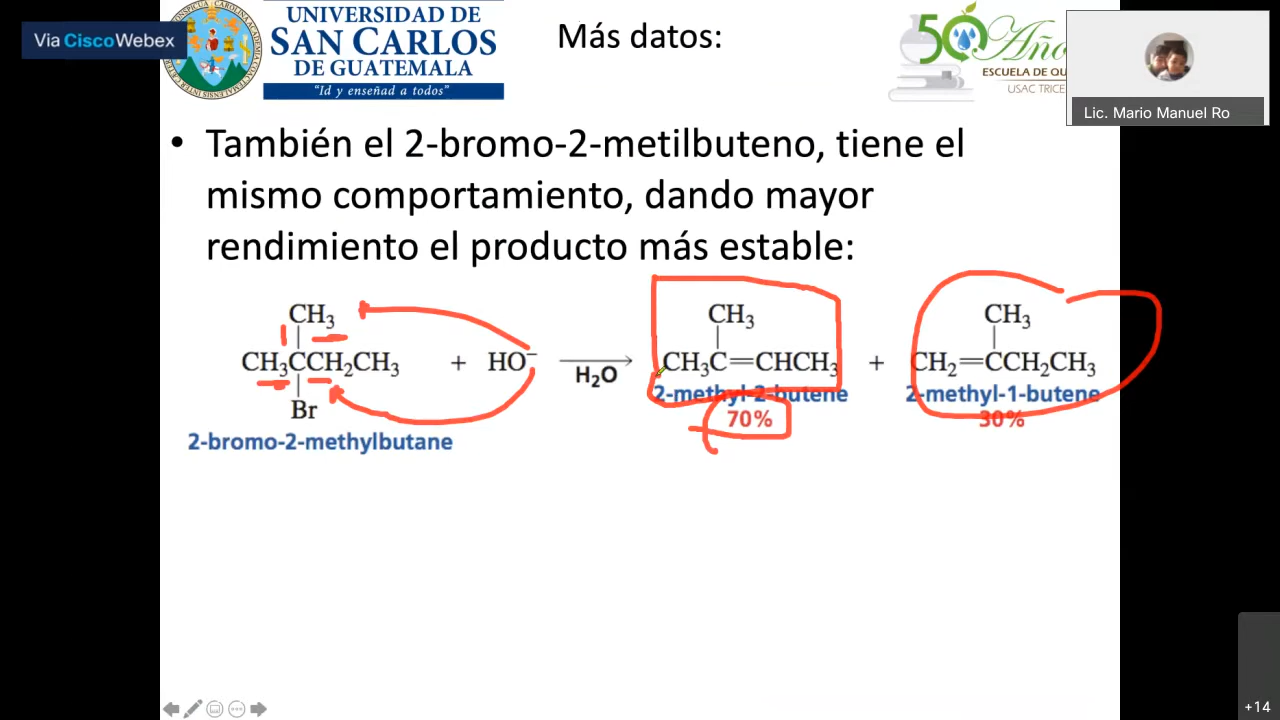 Via CiscoWebex
UNIVERSIDAD DE
SAN CARLOS
DE GUATEMALA
"Id y enseñad a todos"
Más datos:
50 Años
ESCUELA DE QU
USAC TRICE
Lic. Mario Manuel Ro
• También el 2-bromo-2-metilbuteno, tiene el
mismo comportamiento, dando mayor
rendimiento el producto más estable:
CH₃ CH₃ CH₃
CH₃CCH₂CH₃ + HO⁻ H₂O CH₃C=CHCH₃ + CH₂=CCH₂CH₃
Br
2-bromo-2-methylbutane
2-methyl-2-butene 2-methyl-1-butene
70% 30%
+14